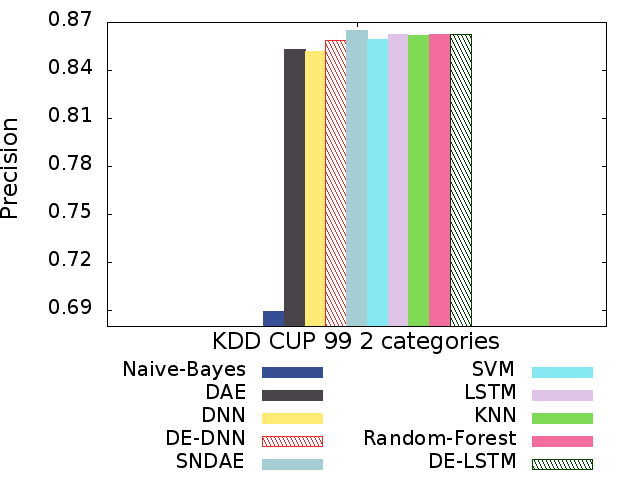 0.87
0.84
0.81
0.78
0.75
0.72
0.69
Precision
KDD CUP 99 2 categories
Naive-Bayes
DAE
DNN
DE-DNN
SNDAE
SVM
LSTM
KNN
Random-Forest
DE-LSTM